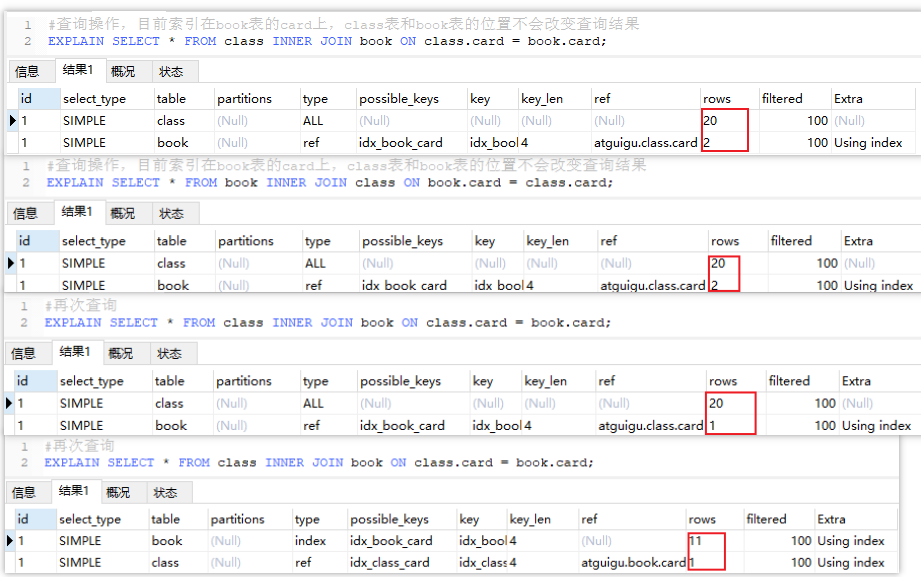 1 #查询操作，目前索引在book表的card上，class表和book表的位置不会改变查询结果
2 EXPLAIN SELECT * FROM class INNER JOIN book ON class.card = book.card;
信息 结果1 概况 状态
id select_type table partitions type possible_keys key key_len ref rows filtered Extra
1 SIMPLE class (Null) ALL (Null) (Null) (Null) (Null) 20 100 (Null)
1 SIMPLE book (Null) ref idx_book_card idx_bool 4 atguigu.class.card 2 100 Using index
1 #查询操作，目前索引在book表的card上，class表和book表的位置不会改变查询结果
2 EXPLAIN SELECT * FROM book INNER JOIN class ON book.card = class.card;
信息 结果1 概况 状态
id select_type table partitions type possible_keys key key_len ref rows filtered Extra
1 SIMPLE class (Null) ALL (Null) (Null) (Null) (Null) 20 100 (Null)
1 SIMPLE book (Null) ref idx_book_card idx_bool 4 atguigu.class.card 2 100 Using index
1 #再次查询
2 EXPLAIN SELECT * FROM class INNER JOIN book ON class.card = book.card;
信息 结果1 概况 状态
id select_type table partitions type possible_keys key key_len ref rows filtered Extra
1 SIMPLE class (Null) ALL (Null) (Null) (Null) (Null) 20 100 (Null)
1 SIMPLE book (Null) ref idx_book_card idx_bool 4 atguigu.class.card 1 100 Using index
1 #再次查询
2 EXPLAIN SELECT * FROM class INNER JOIN book ON class.card = book.card;
信息 结果1 概况 状态
id select_type table partitions type possible_keys key key_len ref rows filtered Extra
1 SIMPLE book (Null) index idx_book_card idx_bool 4 (Null) 11 100 Using index
1 SIMPLE class (Null) ref idx_class_card idx_class 4 atguigu.book.card 1 100 Using index